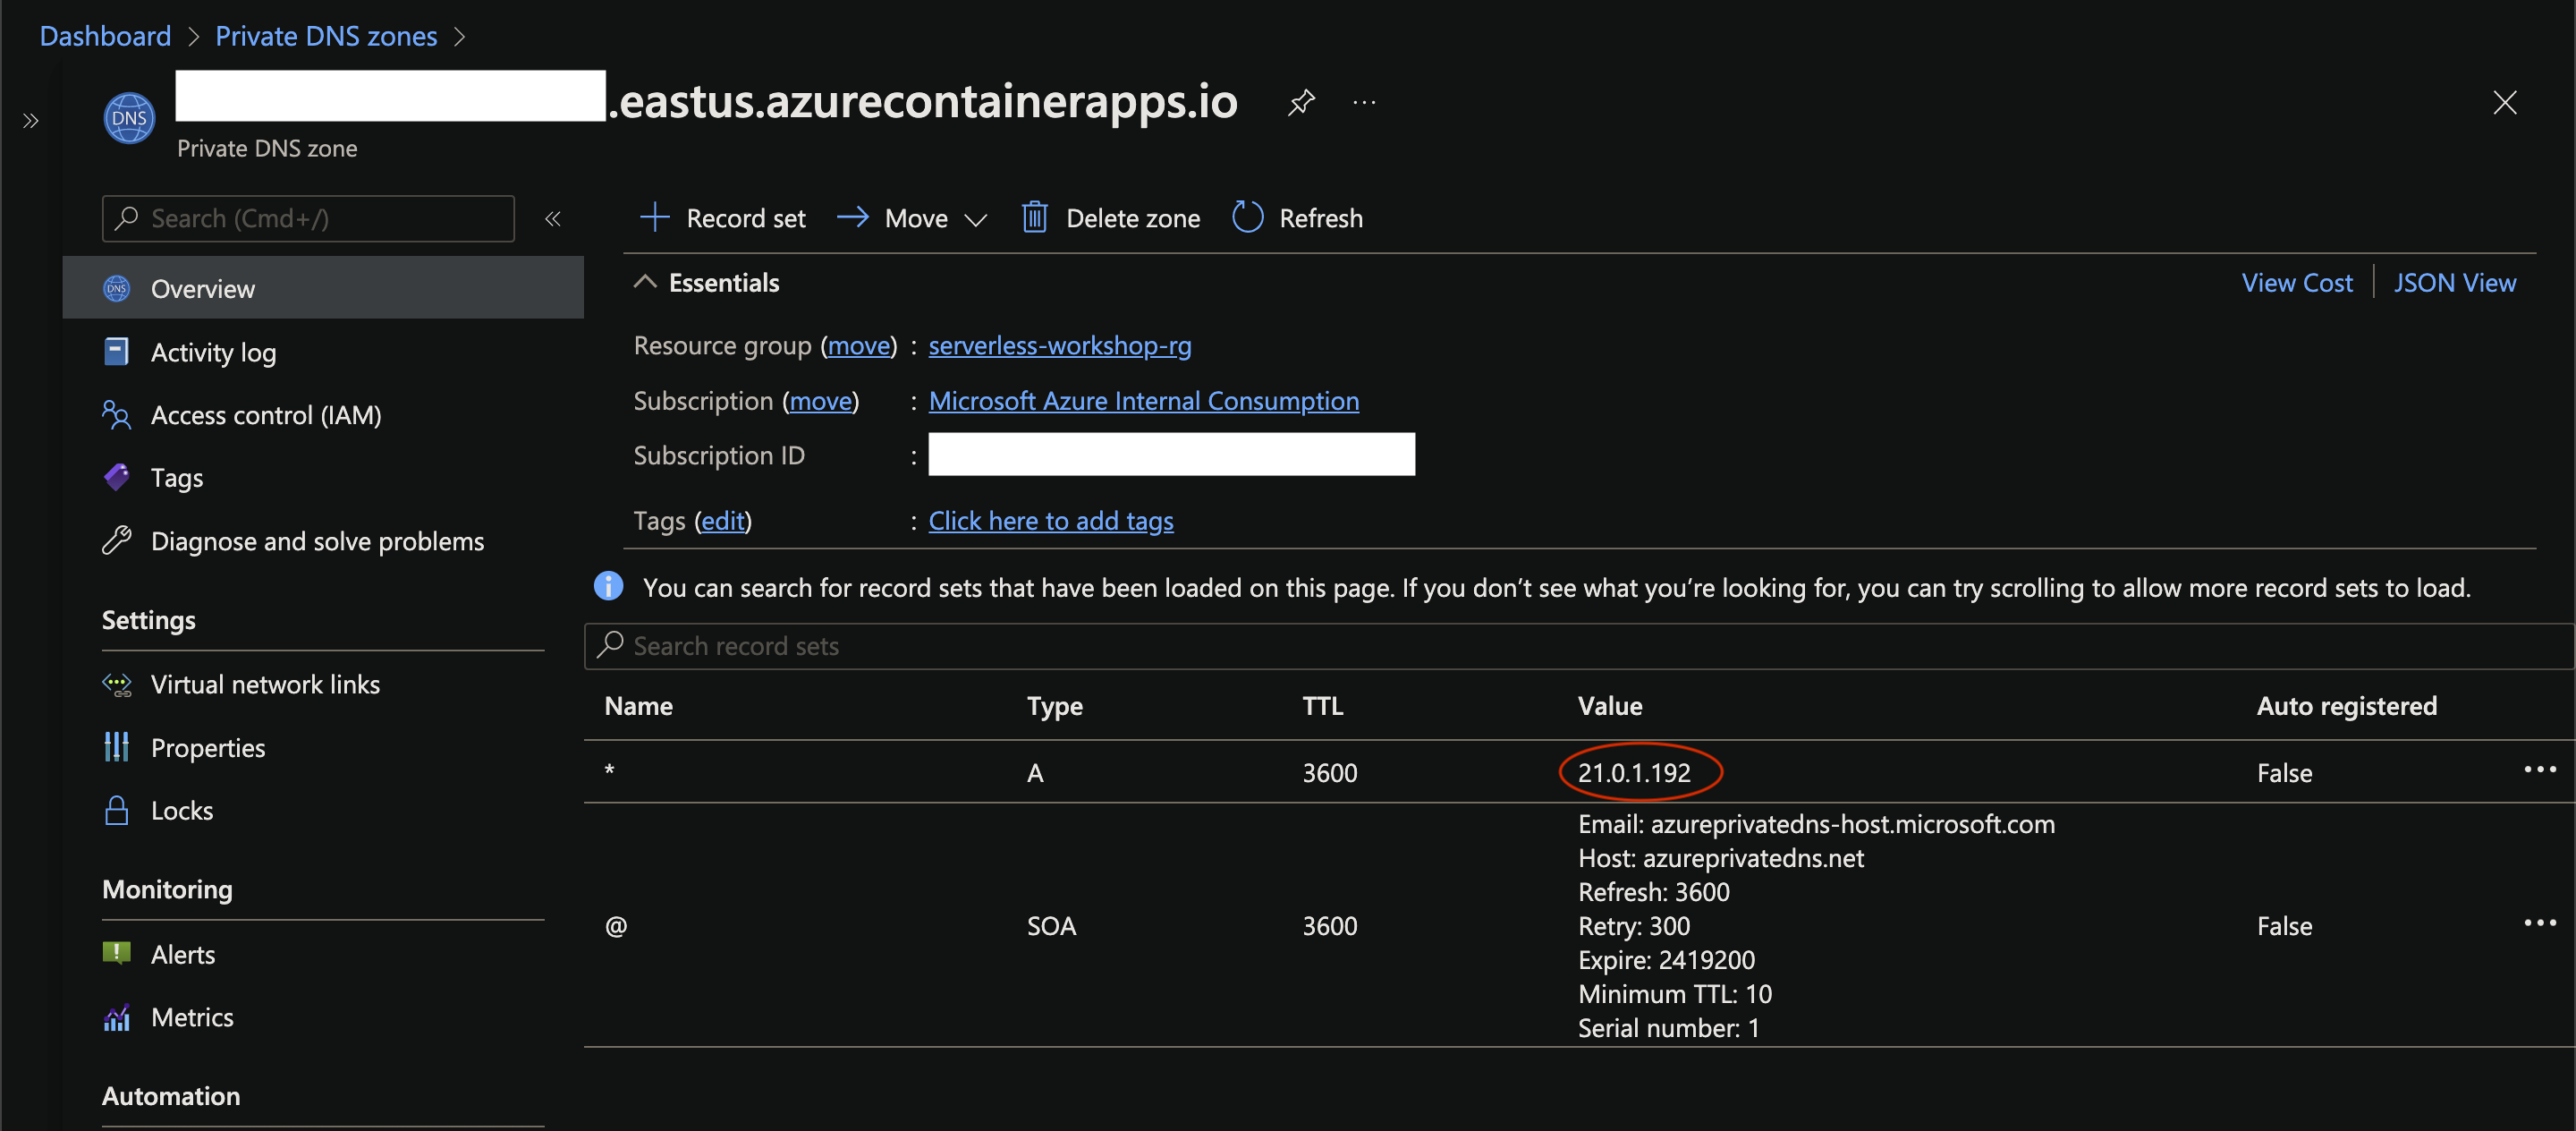 Dashboard > Private DNS zones >
DNS
.eastus.azurecontainerapps.io
Private DNS zone
Search (Cmd+/)
Record set
Move
Delete zone
Refresh
Overview
Activity log
Access control (IAM)
Tags
Diagnose and solve problems
Settings
Virtual network links
Properties
Locks
Monitoring
Alerts
Metrics
Automation
Essentials
View Cost
JSON View
Resource group (move) : serverless-workshop-rg
Subscription (move) : Microsoft Azure Internal Consumption
Subscription ID :
Tags (edit) : Click here to add tags
You can search for record sets that have been loaded on this page. If you don’t see what you’re looking for, you can try scrolling to allow more record sets to load.
Search record sets
Name Type TTL Value Auto registered
* A 3600 21.0.1.192 False
@ SOA 3600
Email: azureprivatedns-host.microsoft.com
Host: azureprivatedns.net
Refresh: 3600
Retry: 300
Expire: 2419200
Minimum TTL: 10
Serial number: 1
False